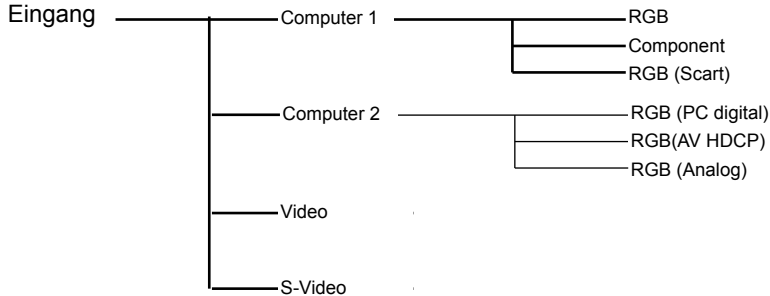 Eingang
Computer 1
RGB
Component
RGB (Scart)
Computer 2
RGB (PC digital)
RGB(AV HDCP)
RGB (Analog)
Video
S-Video